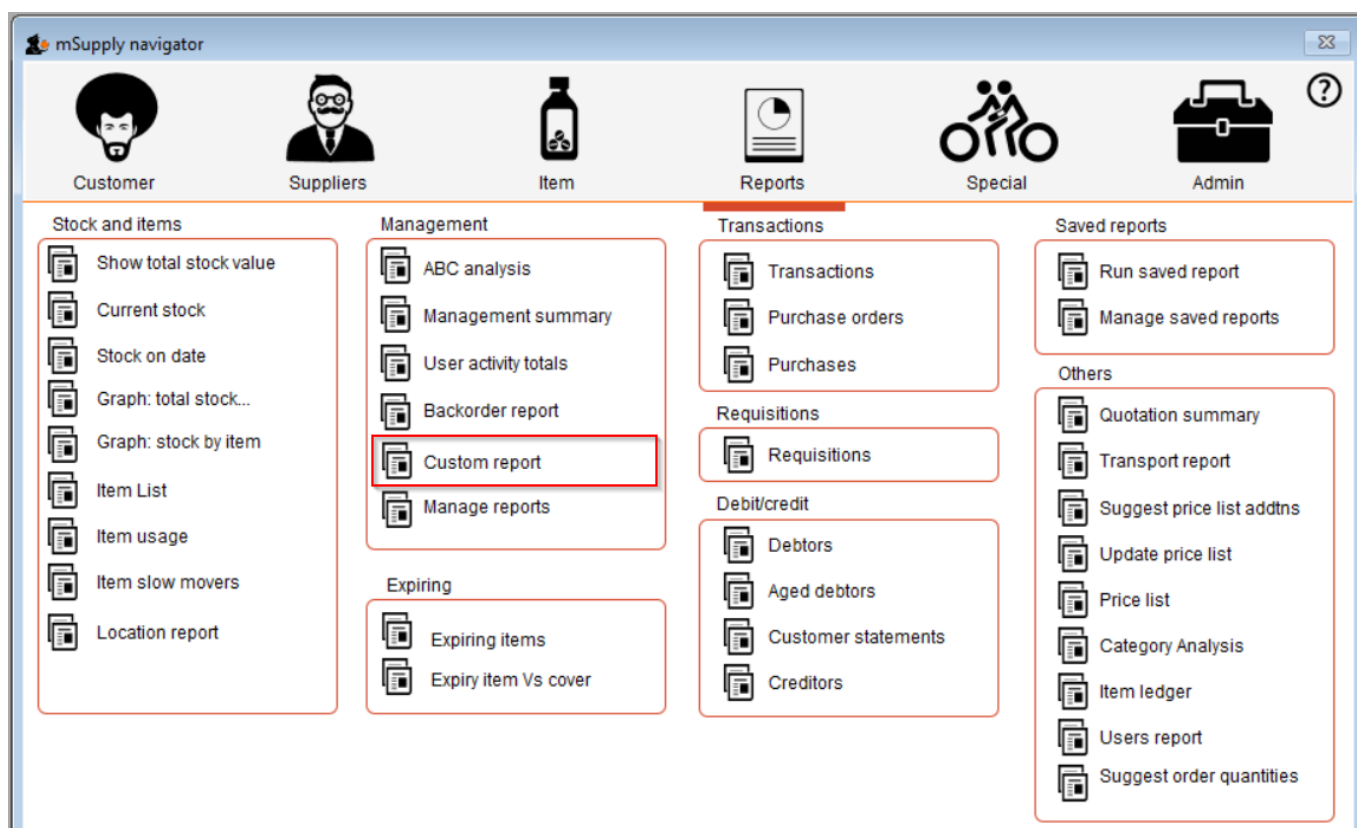 mSupply navigator
?
Customer
Suppliers
Item
Reports
Special
Admin
Stock and items
Show total stock value
Current stock
Stock on date
Graph: total stock...
Graph: stock by item
Item List
Item usage
Item slow movers
Location report
Management
ABC analysis
Management summary
User activity totals
Backorder report
Custom report
Manage reports
Expiring
Expiring items
Expiry item Vs cover
Transactions
Transactions
Purchase orders
Purchases
Requisitions
Requisitions
Debit/credit
Debtors
Aged debtors
Customer statements
Creditors
Saved reports
Run saved report
Manage saved reports
Others
Quotation summary
Transport report
Suggest price list addtns
Update price list
Price list
Category Analysis
Item ledger
Users report
Suggest order quantities